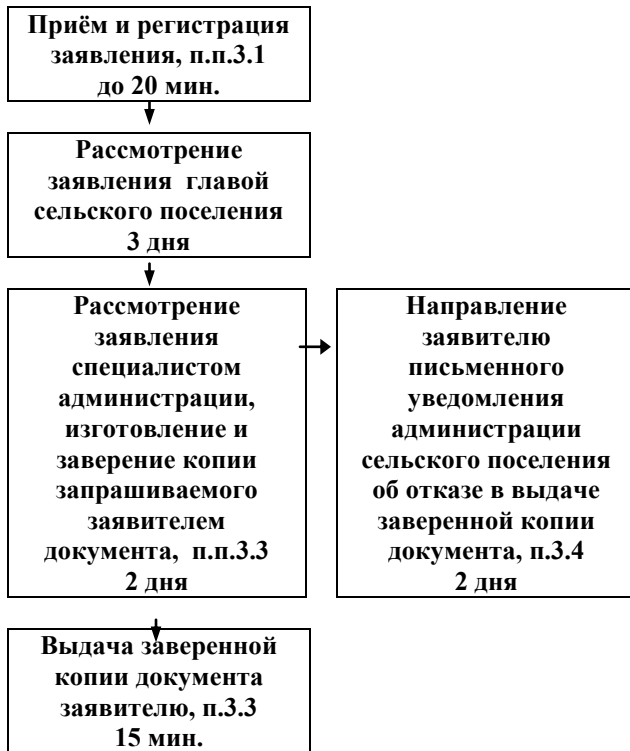 Приём и регистрация
заявления, п.п.3.1
до 20 мин.
Рассмотрение
заявления главой
сельского поселения
3 дня
Рассмотрение
заявления
специалистом
администрации,
изготовление и
заверение копии
запрашиваемого
заявителем
документа, п.п.3.3
2 дня
Направление
заявителю
письменного
уведомления
администрации
сельского поселения
об отказе в выдаче
заверенной копии
документа, п.3.4
2 дня
Выдача заверенной
копии документа
заявителю, п.3.3
15 мин.